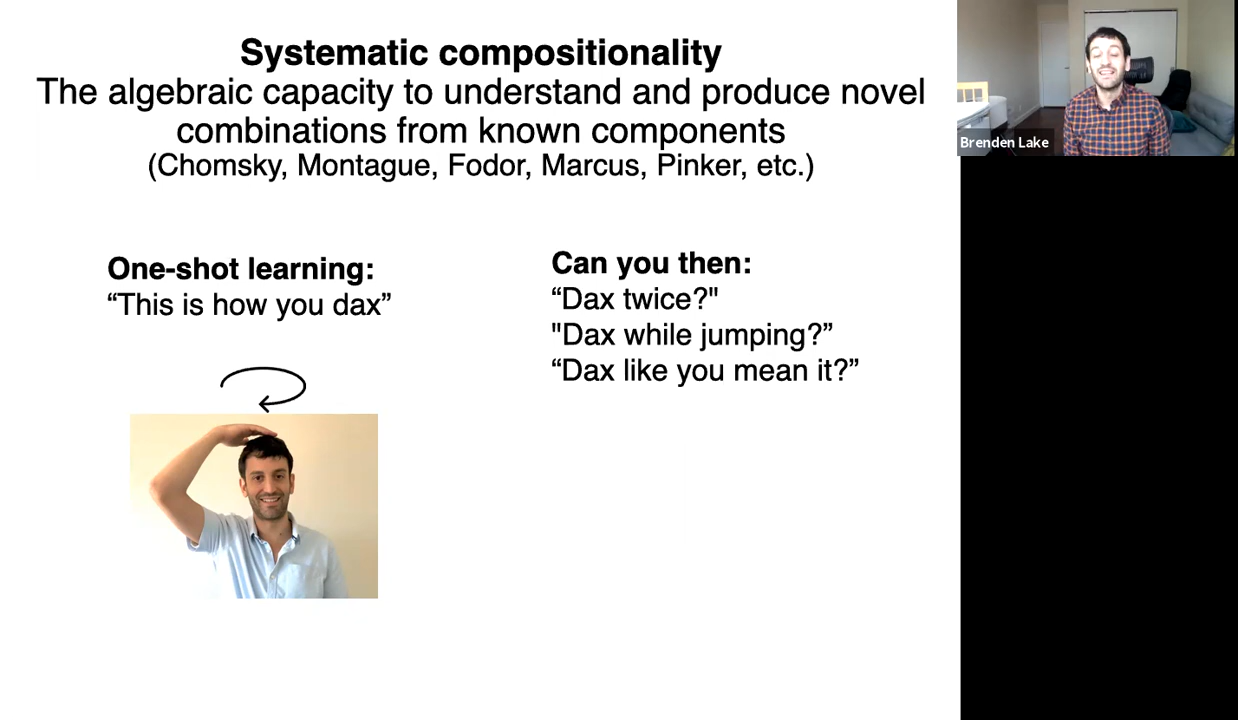 Systematic compositionality
The algebraic capacity to understand and produce novel
combinations from known components
(Chomsky, Montague, Fodor, Marcus, Pinker, etc.)
One-shot learning:
“This is how you dax”
Can you then:
“Dax twice?"
"Dax while jumping?”
“Dax like you mean it?”
Brenden Lake